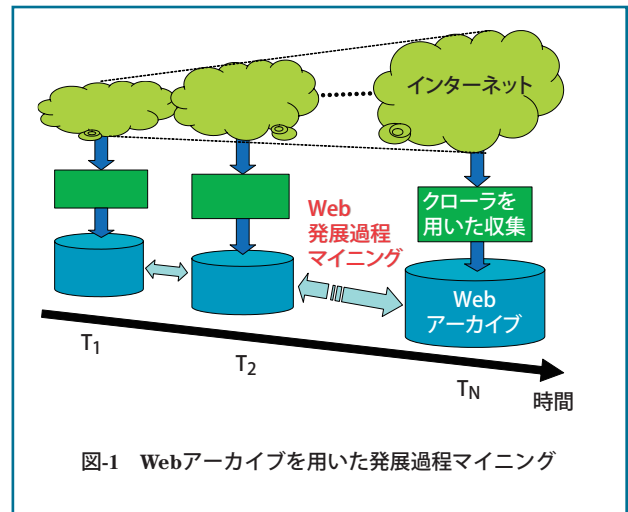 インターネット
Web
発展過程
マイニング
クローラを
用いた収集
Web
アーカイブ
T1
T2
TN
時間
図-1 Webアーカイブを用いた発展過程マイニング